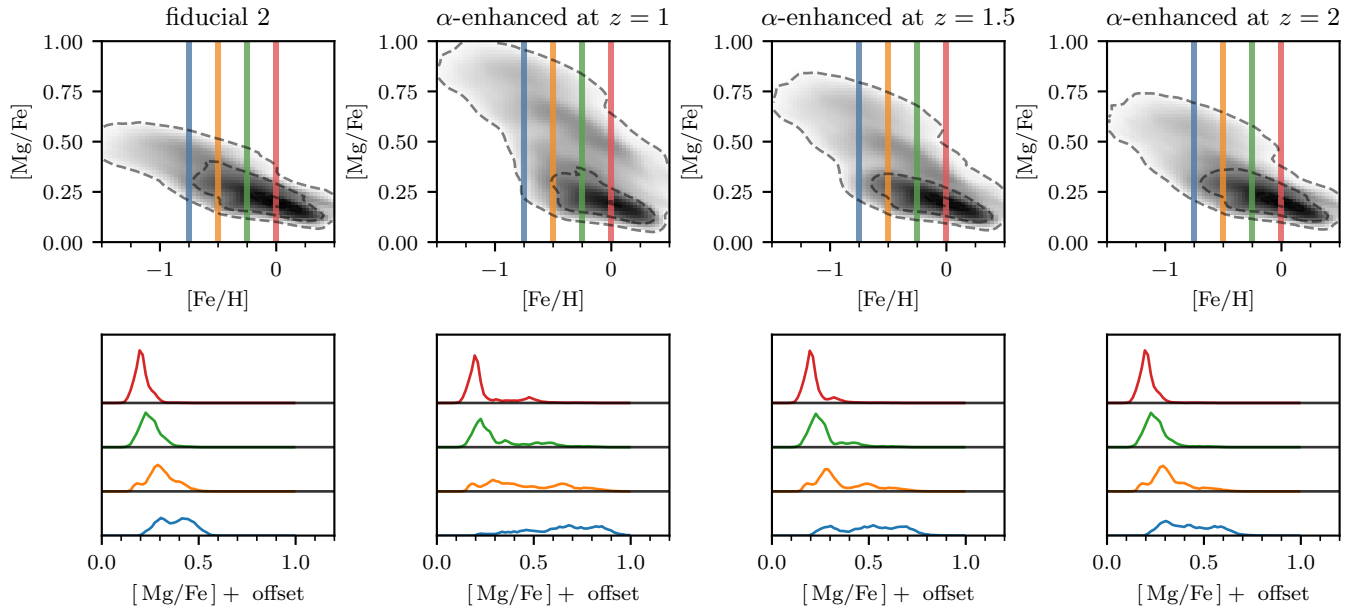 fiducial 2 α-enhanced at z = 1 α-enhanced at z = 1.5 α-enhanced at z = 2
1.00 1.00 1.00 1.00
0.75 0.75 0.75 0.75
[Mg/Fe] [Mg/Fe] [Mg/Fe] [Mg/Fe]
0.50 0.50 0.50 0.50
0.25 0.25 0.25 0.25
0.00 0.00 0.00 0.00
−1 0 −1 0 −1 0 −1 0
[Fe/H] [Fe/H] [Fe/H] [Fe/H]
0.0 0.5 1.0 0.0 0.5 1.0 0.0 0.5 1.0 0.0 0.5 1.0
[Mg/Fe] + offset [Mg/Fe] + offset [Mg/Fe] + offset [Mg/Fe] + offset